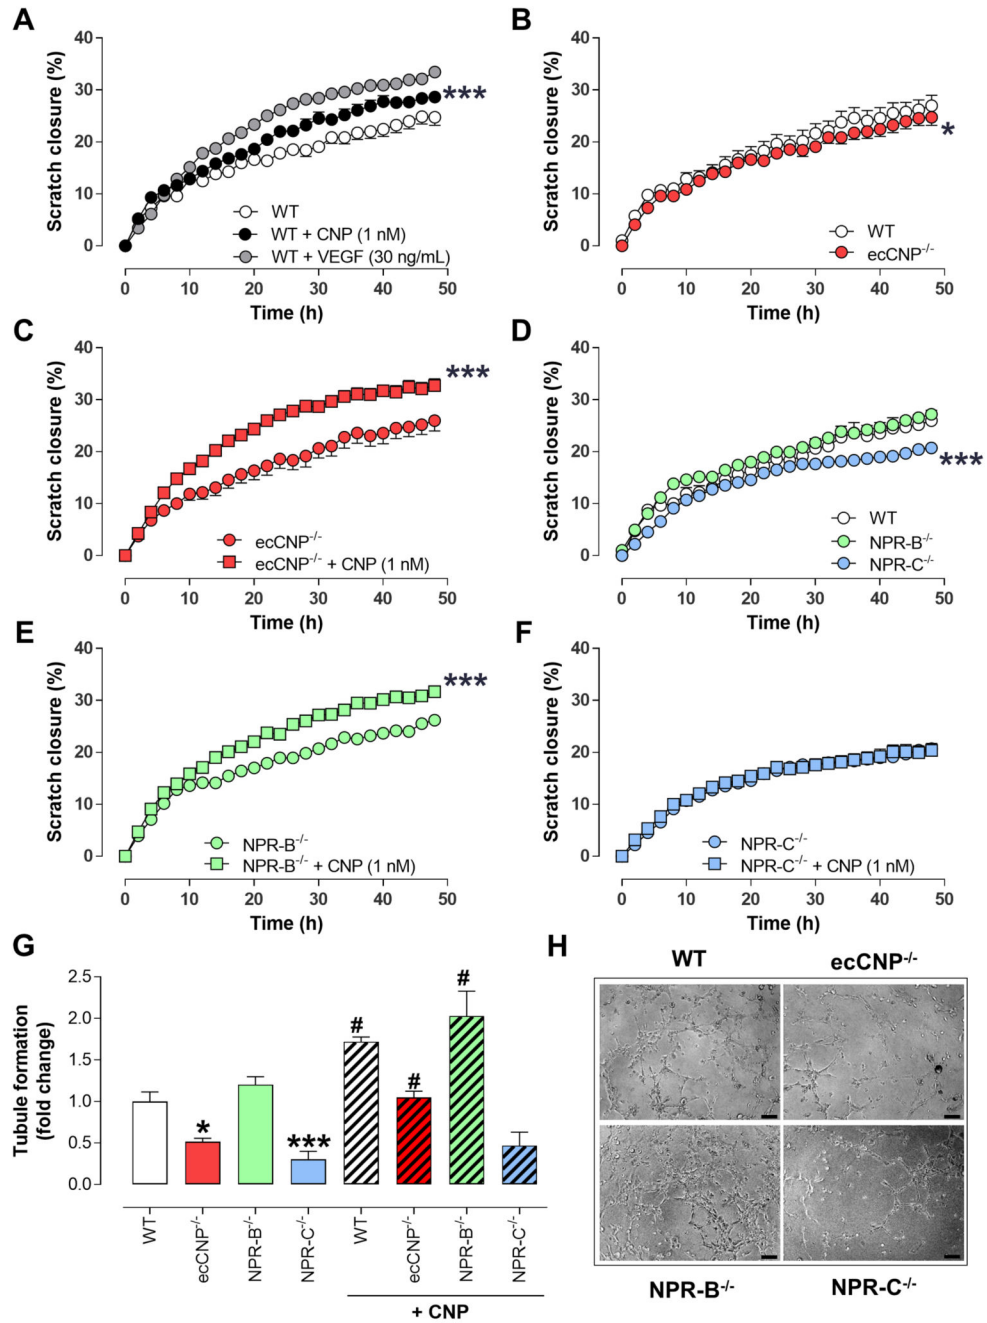 A
Scratch closure (%)
40
30
20
10
0
***
WT
WT + CNP (1 nM)
WT + VEGF (30 ng/mL)
0 10 20 30 40 50
Time (h)
B
Scratch closure (%)
40
30
20
10
0
*
WT
ecCNP-/-
0 10 20 30 40 50
Time (h)
C
Scratch closure (%)
40
30
20
10
0
***
ecCNP-/-
ecCNP-/- + CNP (1 nM)
0 10 20 30 40 50
Time (h)
D
Scratch closure (%)
40
30
20
10
0
***
WT
NPR-B-/-
NPR-C-/-
0 10 20 30 40 50
Time (h)
E
Scratch closure (%)
40
30
20
10
0
***
NPR-B-/-
NPR-B-/- + CNP (1 nM)
0 10 20 30 40 50
Time (h)
F
Scratch closure (%)
40
30
20
10
0
NPR-C-/-
NPR-C-/- + CNP (1 nM)
0 10 20 30 40 50
Time (h)
G
Tubule formation
(fold change)
2.5
2.0
1.5
1.0
0.5
0.0
* *** # # #
WT ecCNP-/- NPR-B-/- NPR-C-/- WT ecCNP-/- NPR-B-/- NPR-C-/-
+ CNP
H
WT ecCNP-/-
NPR-B-/- NPR-C-/-